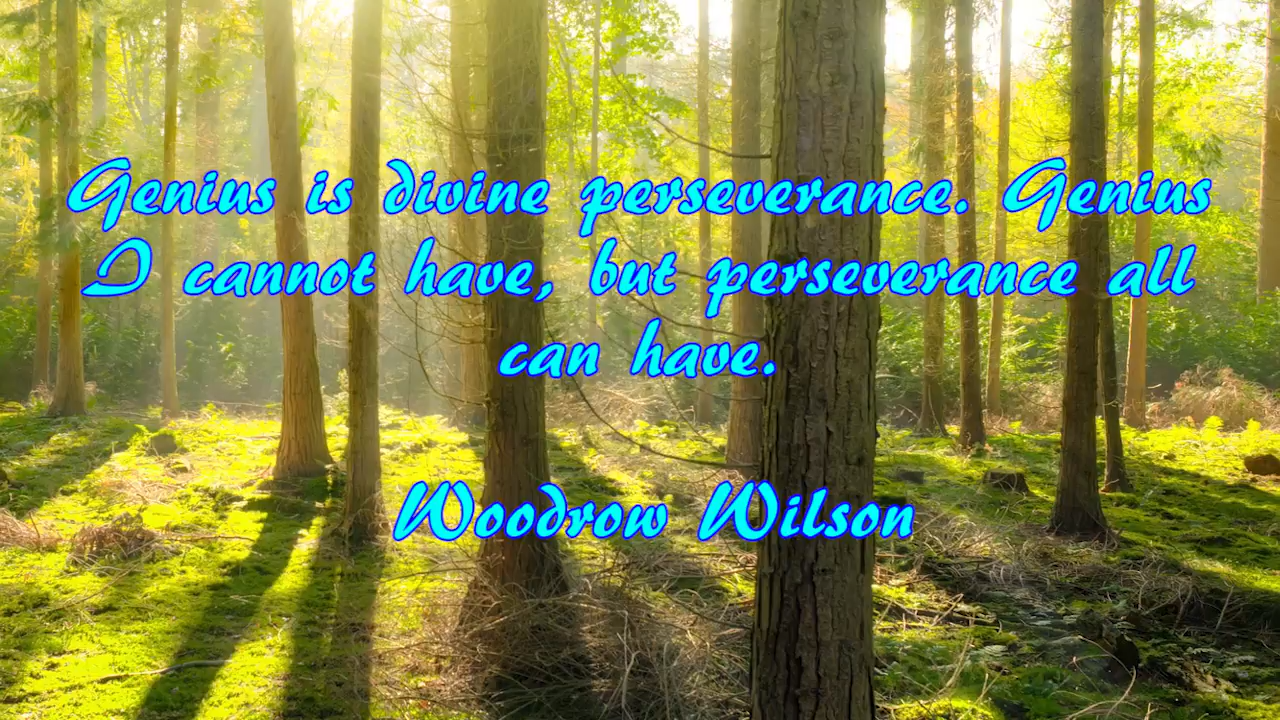 Genius is divine perseverance. Genius
I cannot have, but perseverance all
can have.
Woodrow Wilson